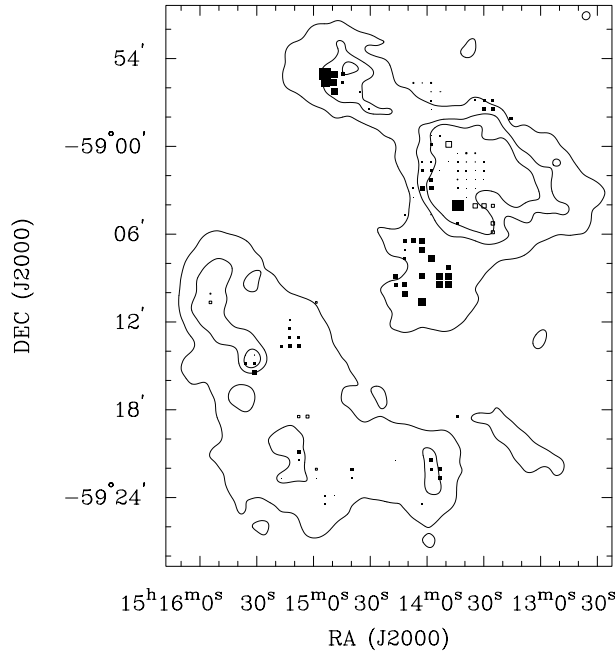 54′
−59°00′
06′
12′
18′
−59°24′
DEC (J2000)
15ʰ16ᵐ0ˢ 30ˢ 15ᵐ0ˢ 30ˢ 14ᵐ0ˢ 30ˢ 13ᵐ0ˢ 30ˢ
RA (J2000)